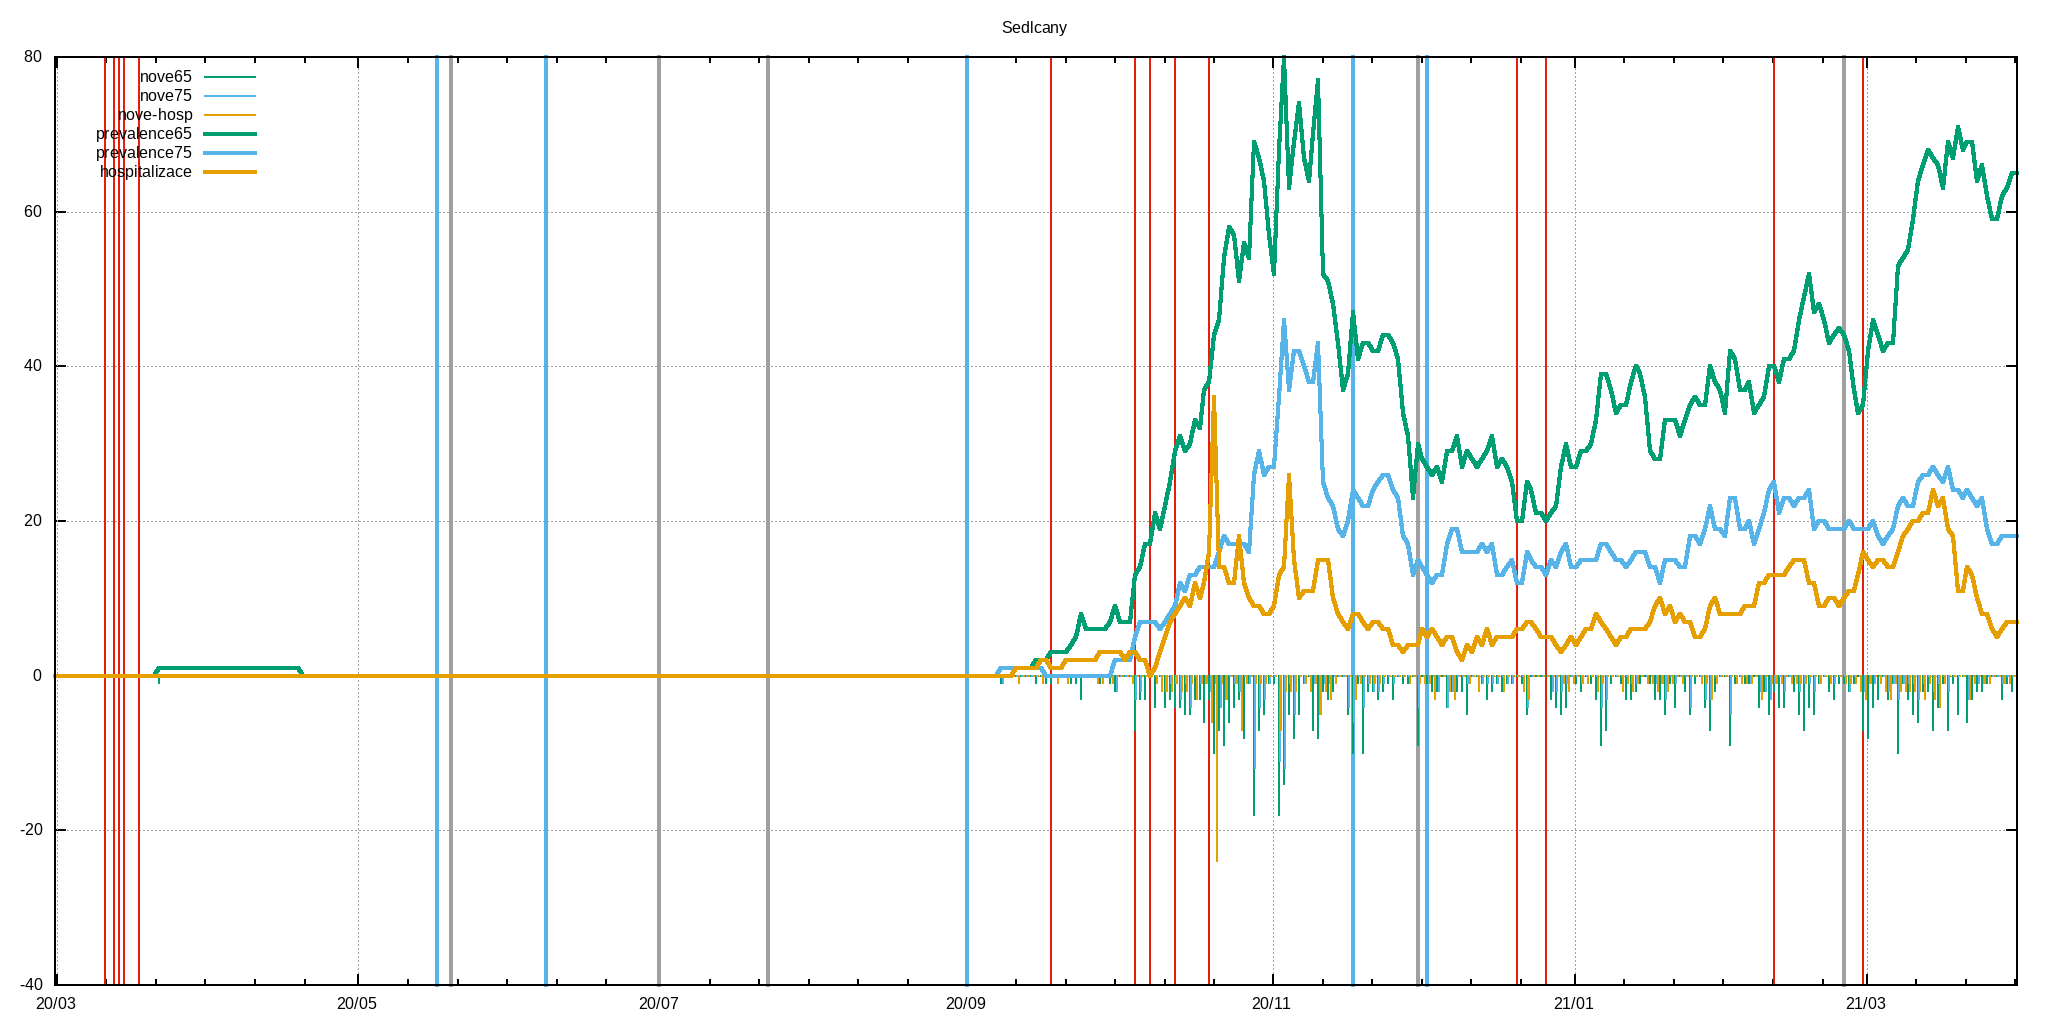 Sedlcany
80
60
40
20
0
-20
-40
nove65
nove75
nove-hosp
prevalence65
prevalence75
hospitalizace
20/03 20/05 20/07 20/09 20/11 21/01 21/03